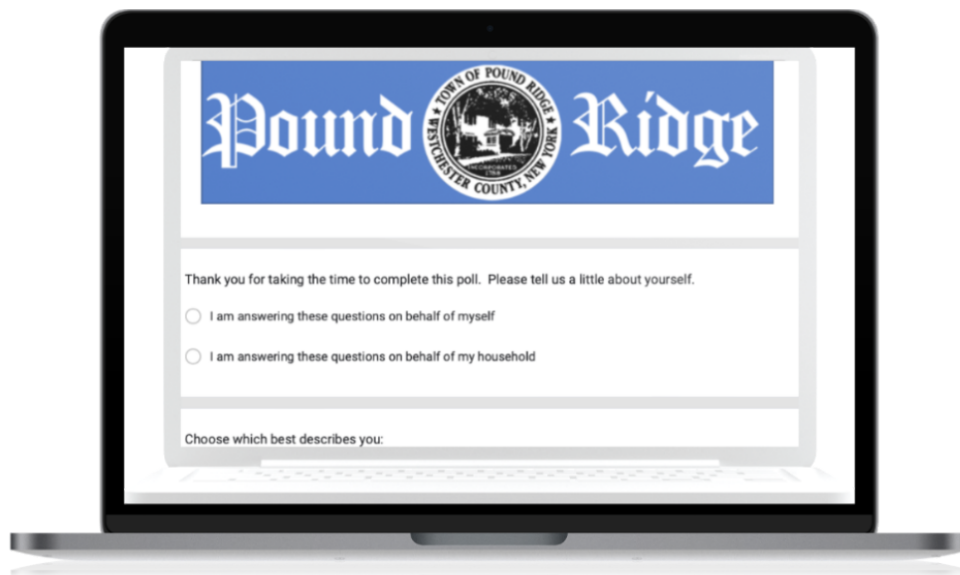 Pound Ridge
TOWN OF POUND RIDGE
WESTCHESTER COUNTY, NEW YORK
INCORPORATED
1788
Thank you for taking the time to complete this poll. Please tell us a little about yourself.
I am answering these questions on behalf of myself
I am answering these questions on behalf of my household
Choose which best describes you: